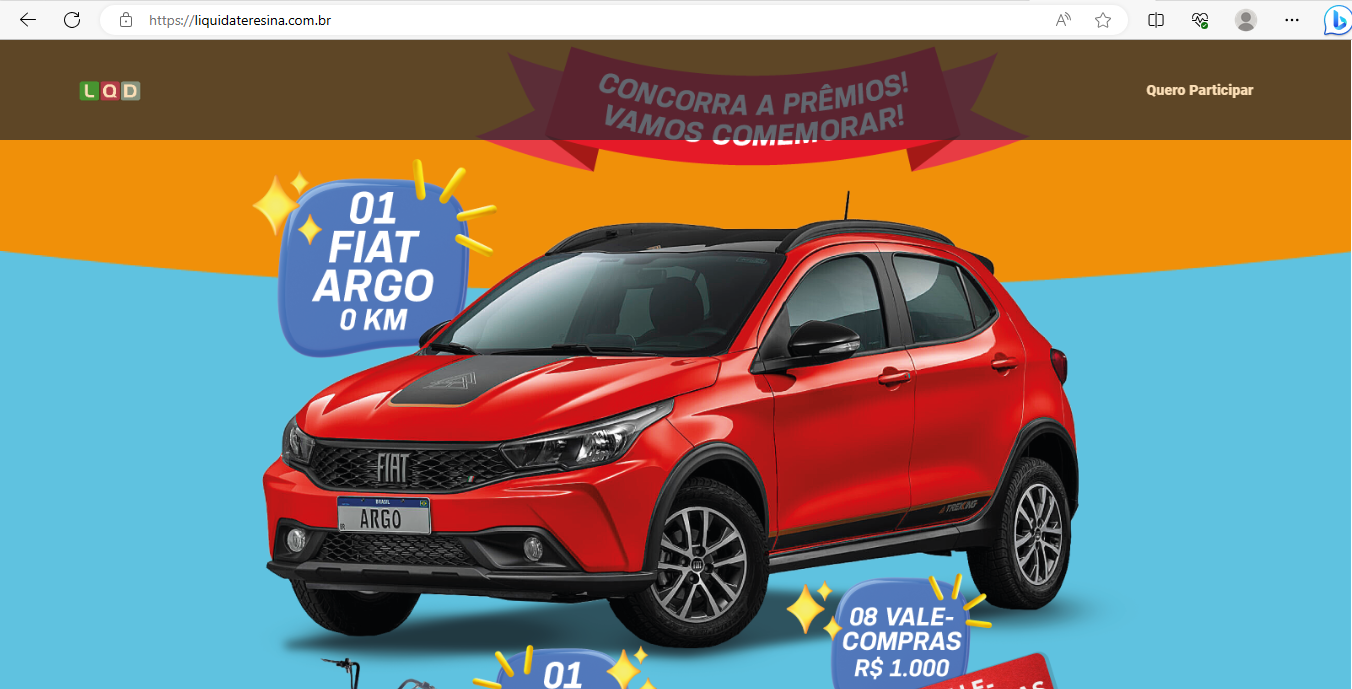 https://liquidateresina.com.br
LQD
CONCORRA A PRÊMIOS!
VAMOS COMEMORAR!
Quero Participar
01
FIAT
ARGO
0 KM
FIAT
BRASIL
ARGO
TREKKING
08 VALE-
COMPRAS
R$ 1.000
01